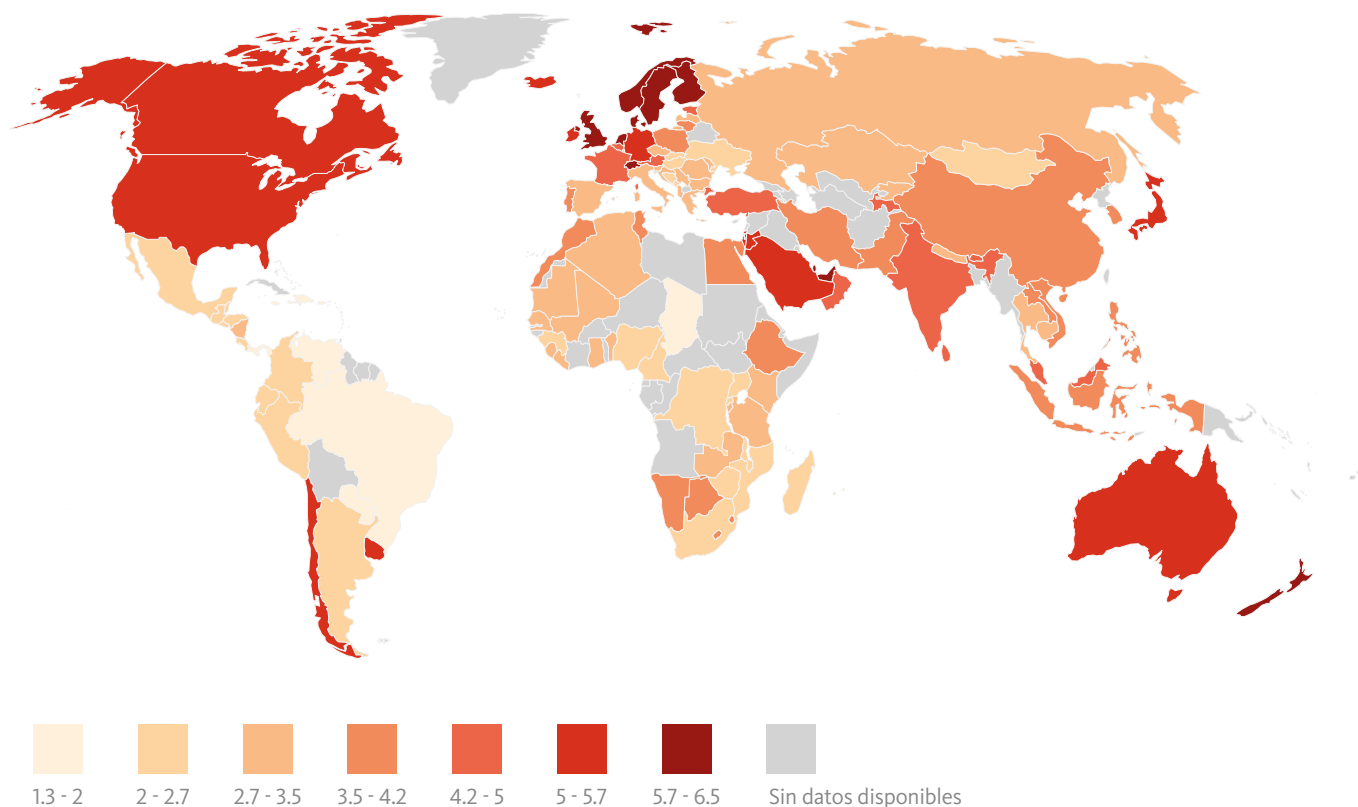 1.3 - 2
2 - 2.7
2.7 - 3.5
3.5 - 4.2
4.2 - 5
5 - 5.7
5.7 - 6.5
Sin datos disponibles